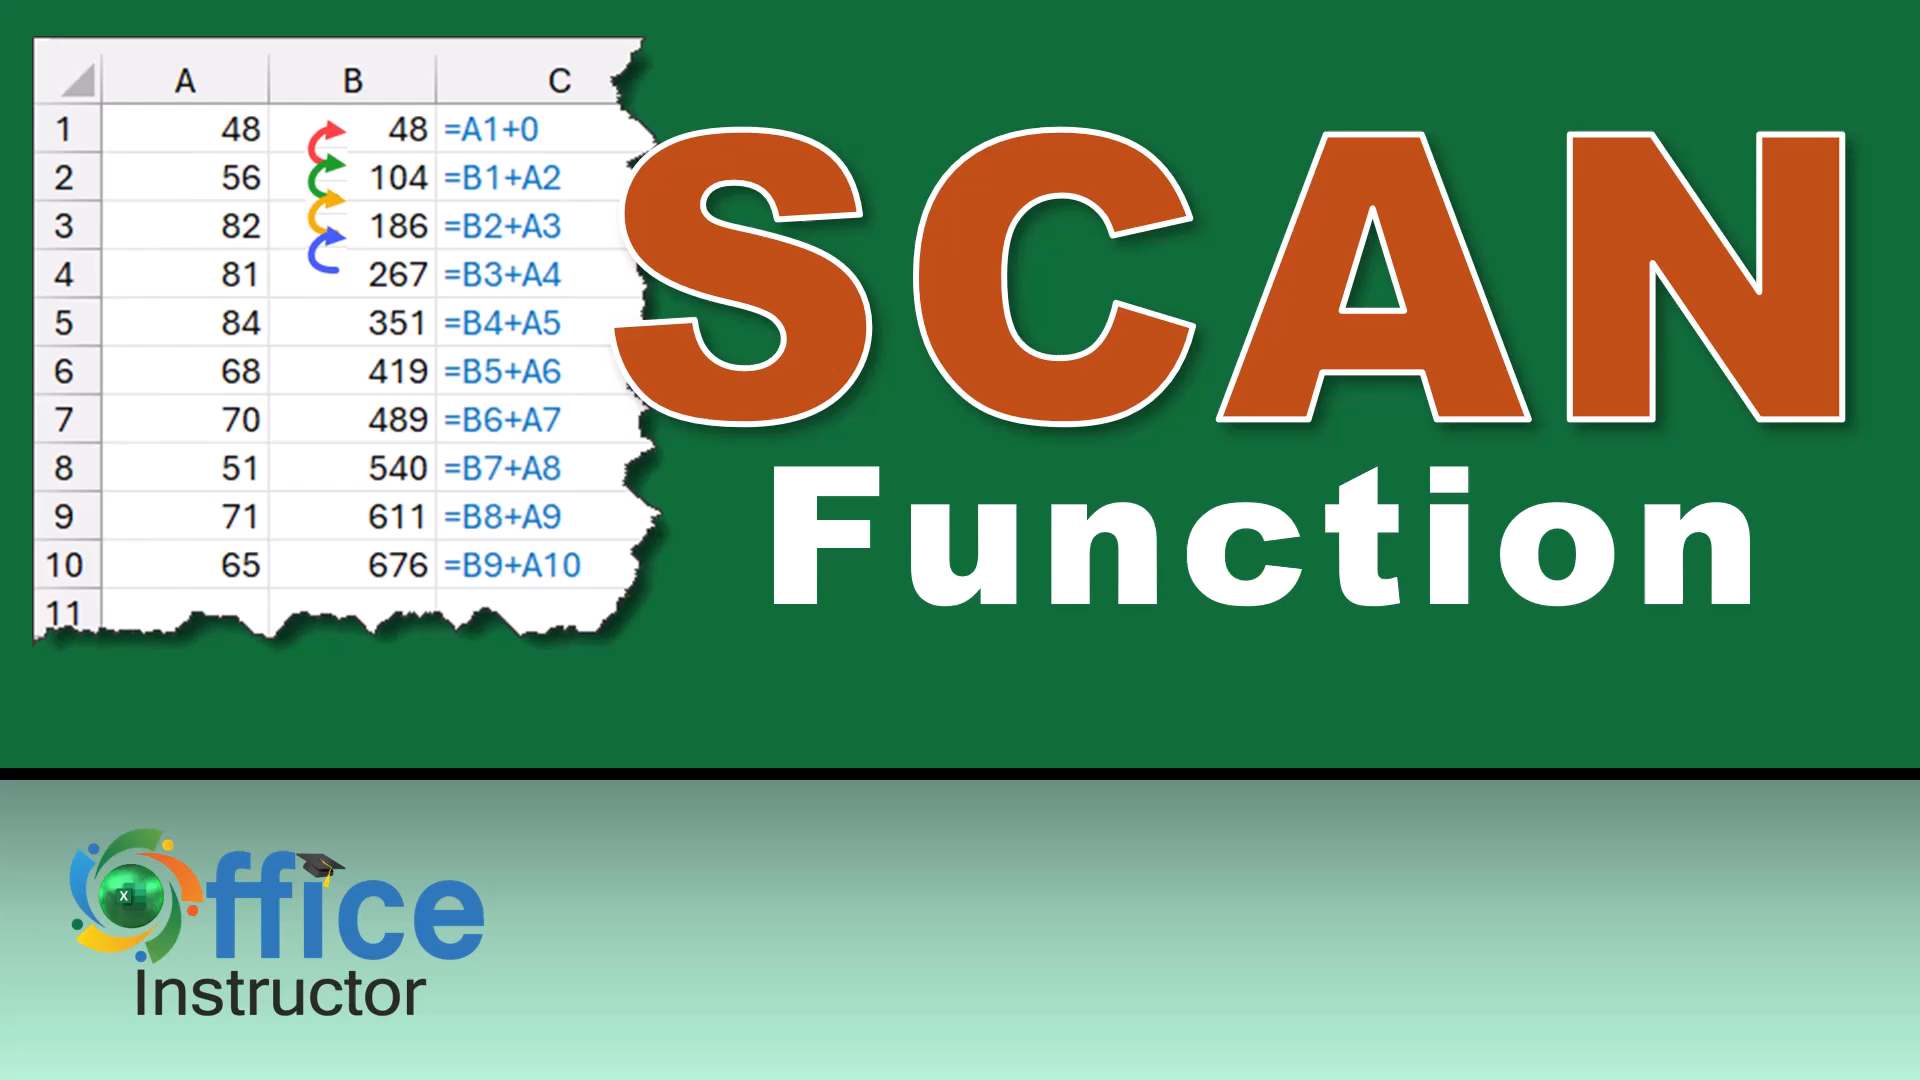 A B C
1 48 48 =A1+0
2 56 104 =B1+A2
3 82 186 =B2+A3
4 81 267 =B3+A4
5 84 351 =B4+A5
6 68 419 =B5+A6
7 70 489 =B6+A7
8 51 540 =B7+A8
9 71 611 =B8+A9
10 65 676 =B9+A10
11
SCAN
Function
X
Office
Instructor